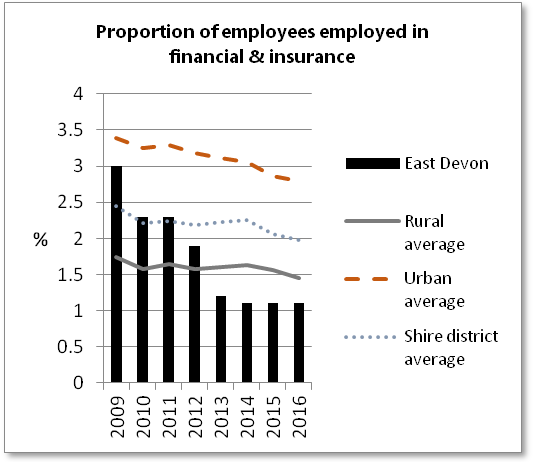 Proportion of employees employed in
financial & insurance
4
3.5
3
2.5
2
1.5
1
0.5
0
%
2009
2010
2011
2012
2013
2014
2015
2016
East Devon
Rural
average
Urban
average
Shire district
average